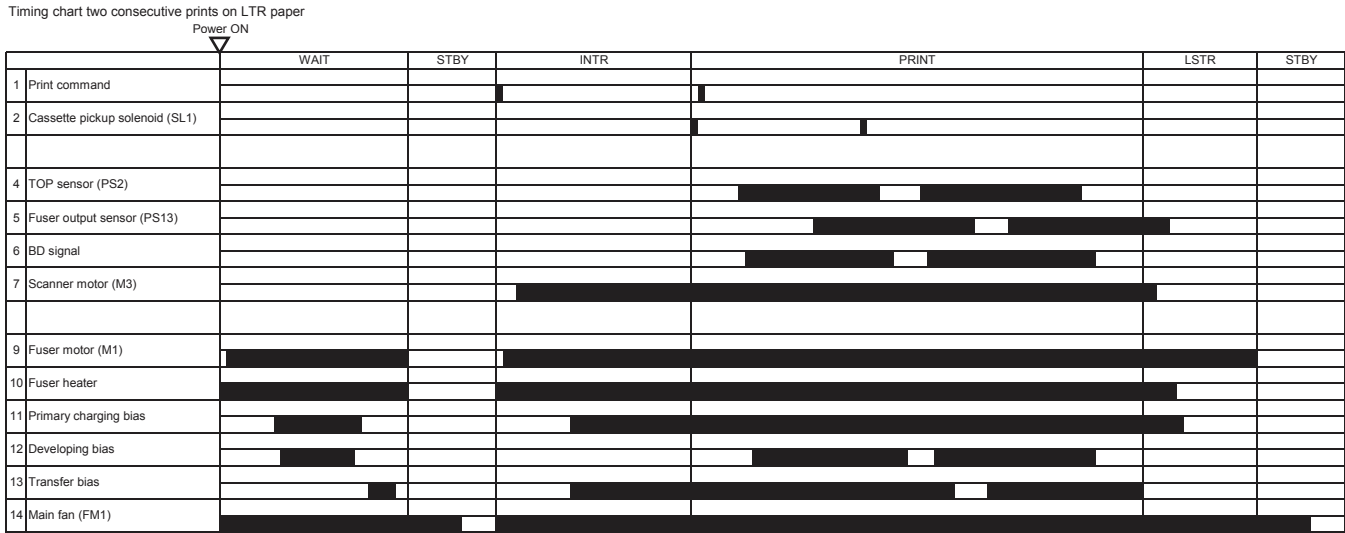 Timing chart two consecutive prints on LTR paper
Power ON
WAIT STBY INTR PRINT LSTR STBY
1 Print command
2 Cassette pickup solenoid (SL1)
4 TOP sensor (PS2)
5 Fuser output sensor (PS13)
6 BD signal
7 Scanner motor (M3)
9 Fuser motor (M1)
10 Fuser heater
11 Primary charging bias
12 Developing bias
13 Transfer bias
14 Main fan (FM1)